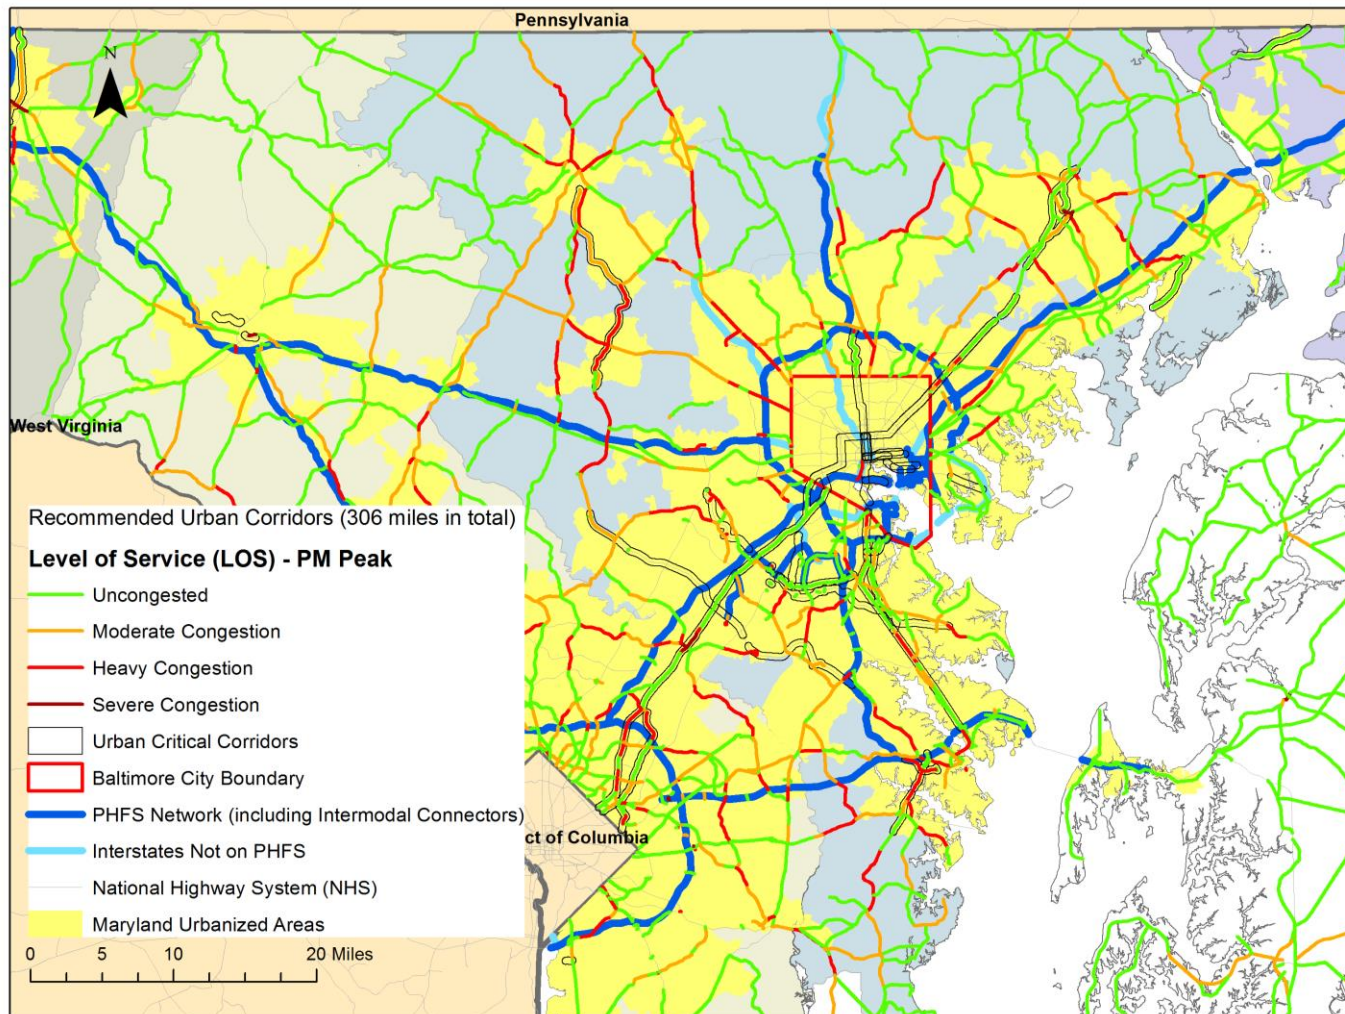 Pennsylvania
N
West Virginia
Recommended Urban Corridors (306 miles in total)
Level of Service (LOS) - PM Peak
Uncongested
Moderate Congestion
Heavy Congestion
Severe Congestion
Urban Critical Corridors
Baltimore City Boundary
PHFS Network (including Intermodal Connectors)
Interstates Not on PHFS
ct of Columbia
National Highway System (NHS)
Maryland Urbanized Areas
0 5 10 20 Miles